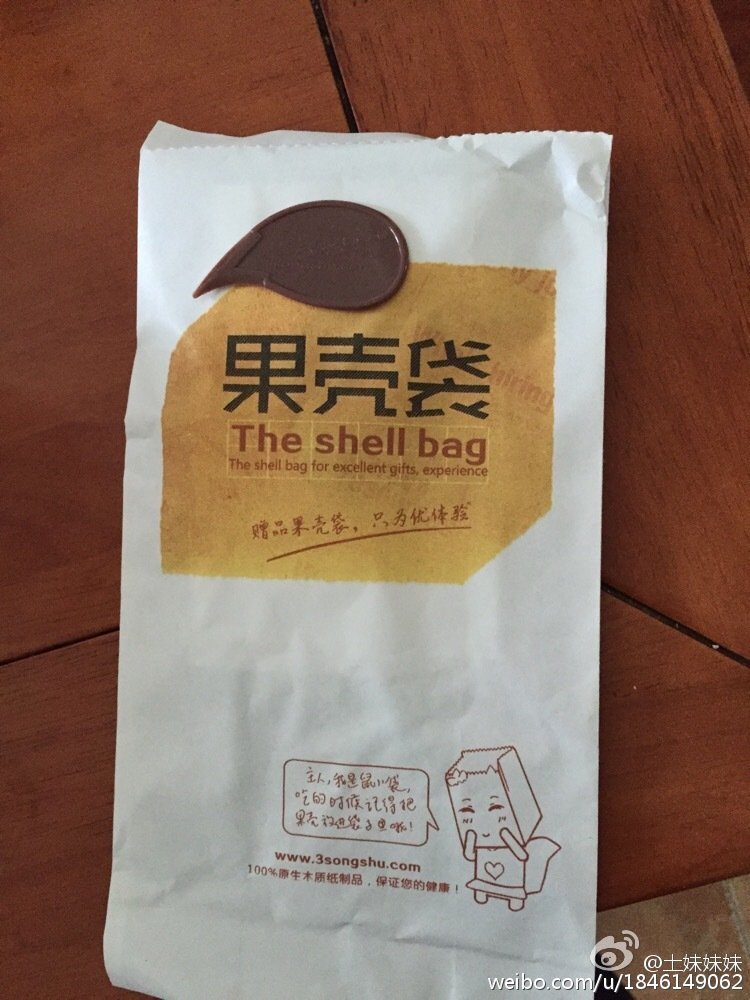 果壳袋
The shell bag
The shell bag for excellent gifts, experience
赠品果壳袋,只为优体验
主人,我是鼠小袋,
吃的时候记得把
果壳放进袋子里哦!
www.3songshu.com
100%原生木质纸制品,保证您的健康!
@土妹妹妹
weibo.com/u/1846149062